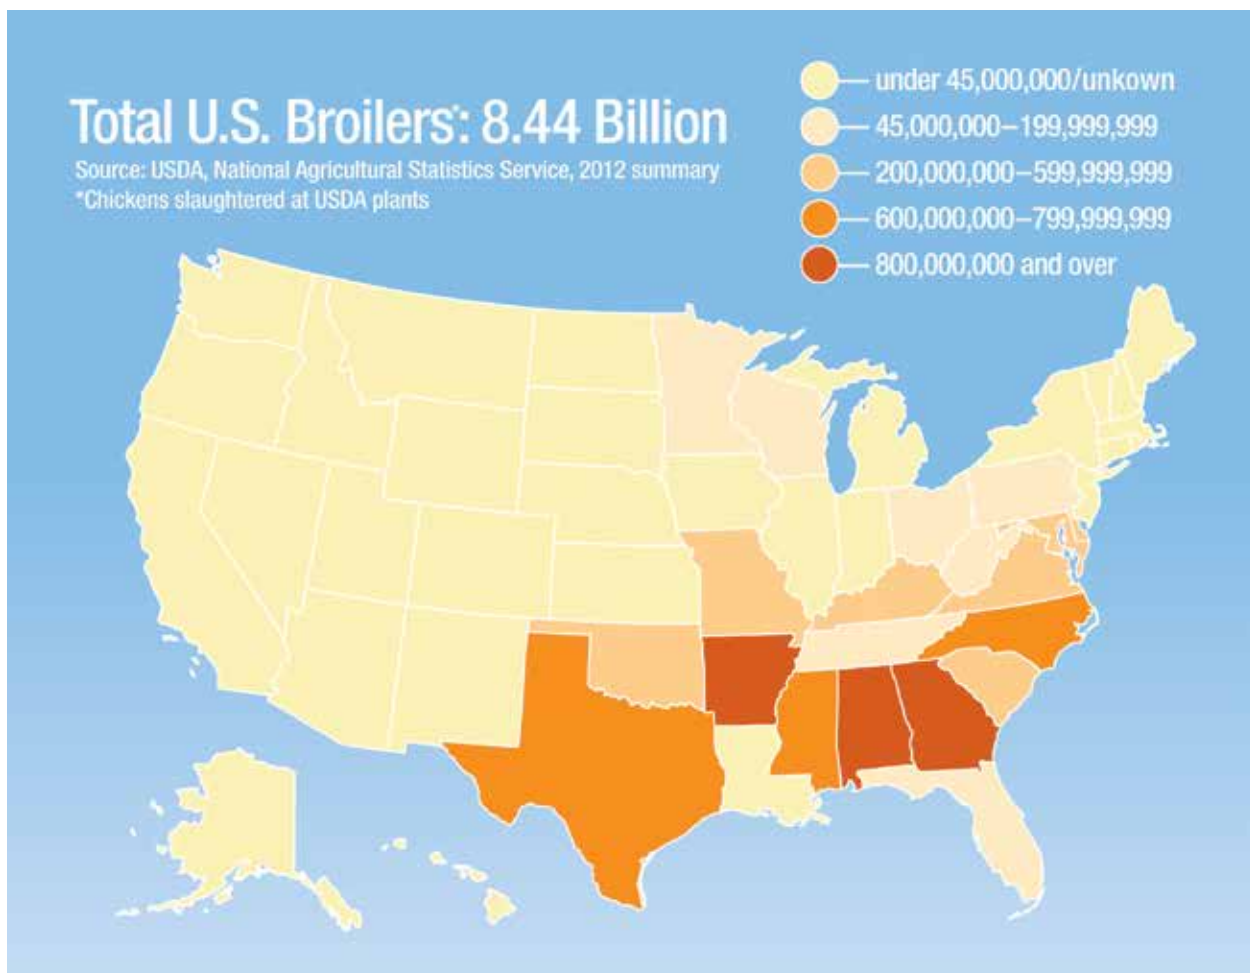 Total U.S. Broilers*: 8.44 Billion
Source: USDA, National Agricultural Statistics Service, 2012 summary
*Chickens slaughtered at USDA plants
under 45,000,000/unkown
45,000,000–199,999,999
200,000,000–599,999,999
600,000,000–799,999,999
800,000,000 and over